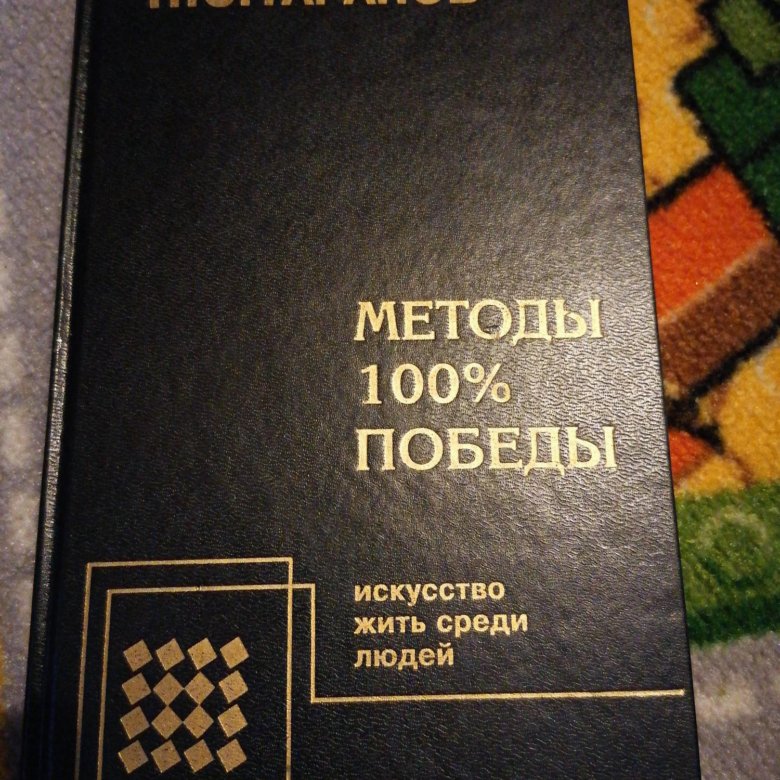 МЕТОДЫ
100%
ПОБЕДЫ
искусство
жить среди
людей